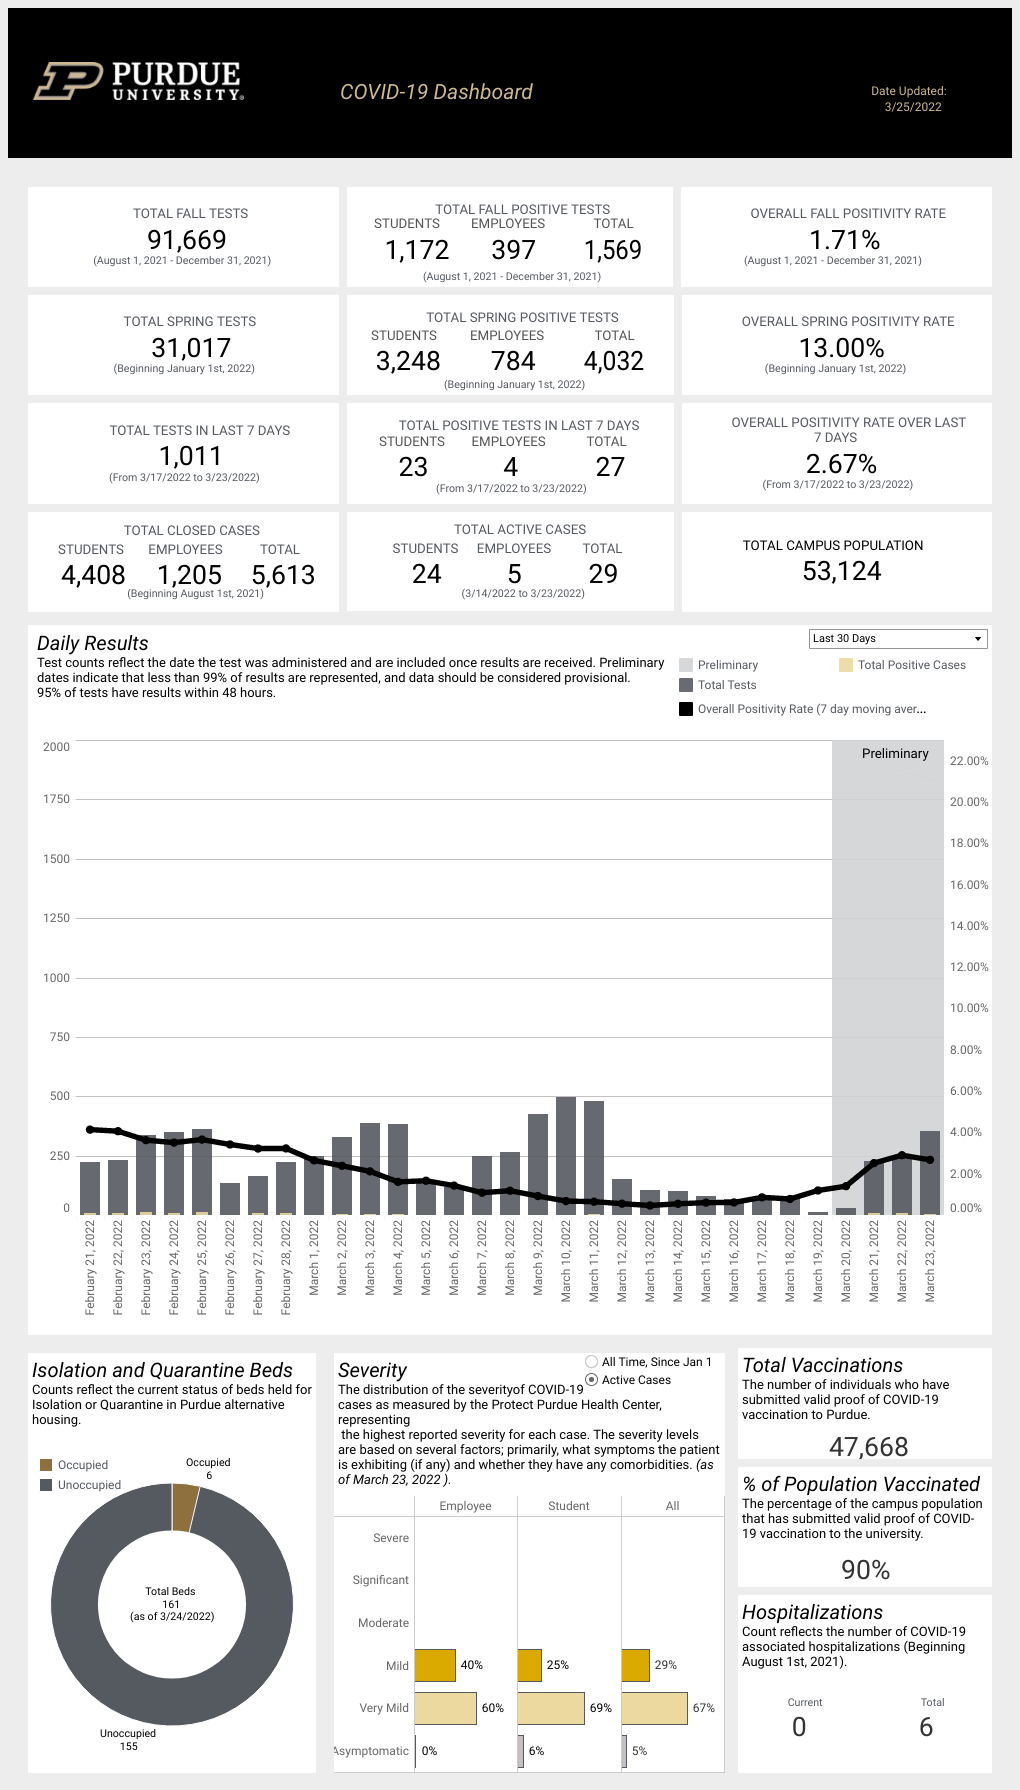 PURDUE
UNIVERSITY®
COVID-19 Dashboard
Date Updated:
3/25/2022
TOTAL FALL TESTS
91,669
(August 1, 2021 - December 31, 2021)
TOTAL FALL POSITIVE TESTS
STUDENTS EMPLOYEES TOTAL
1,172 397 1,569
(August 1, 2021 - December 31, 2021)
OVERALL FALL POSITIVITY RATE
1.71%
(August 1, 2021 - December 31, 2021)
TOTAL SPRING TESTS
31,017
(Beginning January 1st, 2022)
TOTAL SPRING POSITIVE TESTS
STUDENTS EMPLOYEES TOTAL
3,248 784 4,032
(Beginning January 1st, 2022)
OVERALL SPRING POSITIVITY RATE
13.00%
(Beginning January 1st, 2022)
TOTAL TESTS IN LAST 7 DAYS
1,011
(From 3/17/2022 to 3/23/2022)
TOTAL POSITIVE TESTS IN LAST 7 DAYS
STUDENTS EMPLOYEES TOTAL
23 4 27
(From 3/17/2022 to 3/23/2022)
OVERALL POSITIVITY RATE OVER LAST
7 DAYS
2.67%
(From 3/17/2022 to 3/23/2022)
TOTAL CLOSED CASES
STUDENTS EMPLOYEES TOTAL
4,408 1,205 5,613
(Beginning August 1st, 2021)
TOTAL ACTIVE CASES
STUDENTS EMPLOYEES TOTAL
24 5 29
(3/14/2022 to 3/23/2022)
TOTAL CAMPUS POPULATION
53,124
Daily Results
Test counts reflect the date the test was administered and are included once results are received. Preliminary
dates indicate that less than 99% of results are represented, and data should be considered provisional.
95% of tests have results within 48 hours.
Last 30 Days
Preliminary
Total Positive Cases
Total Tests
Overall Positivity Rate (7 day moving aver...
Preliminary
2000
1750
1500
1250
1000
750
500
250
0
22.00%
20.00%
18.00%
16.00%
14.00%
12.00%
10.00%
8.00%
6.00%
4.00%
2.00%
0.00%
February 21, 2022
February 22, 2022
February 23, 2022
February 24, 2022
February 25, 2022
February 26, 2022
February 27, 2022
February 28, 2022
March 1, 2022
March 2, 2022
March 3, 2022
March 4, 2022
March 5, 2022
March 6, 2022
March 7, 2022
March 8, 2022
March 9, 2022
March 10, 2022
March 11, 2022
March 12, 2022
March 13, 2022
March 14, 2022
March 15, 2022
March 16, 2022
March 17, 2022
March 18, 2022
March 19, 2022
March 20, 2022
March 21, 2022
March 22, 2022
March 23, 2022
Isolation and Quarantine Beds
Counts reflect the current status of beds held for
Isolation or Quarantine in Purdue alternative
housing.
Occupied
Unoccupied
Occupied
6
Total Beds
161
(as of 3/24/2022)
Unoccupied
155
Severity
All Time, Since Jan 1
Active Cases
The distribution of the severityof COVID-19
cases as measured by the Protect Purdue Health Center,
representing
the highest reported severity for each case. The severity levels
are based on several factors; primarily, what symptoms the patient
is exhibiting (if any) and whether they have any comorbidities. (as
of March 23, 2022 ).
Employee Student All
Severe
Significant
Moderate
Mild 40% 25% 29%
Very Mild 60% 69% 67%
Asymptomatic 0% 6% 5%
Total Vaccinations
The number of individuals who have
submitted valid proof of COVID-19
vaccination to Purdue.
47,668
% of Population Vaccinated
The percentage of the campus population
that has submitted valid proof of COVID-
19 vaccination to the university.
90%
Hospitalizations
Count reflects the number of COVID-19
associated hospitalizations (Beginning
August 1st, 2021).
Current Total
0 6